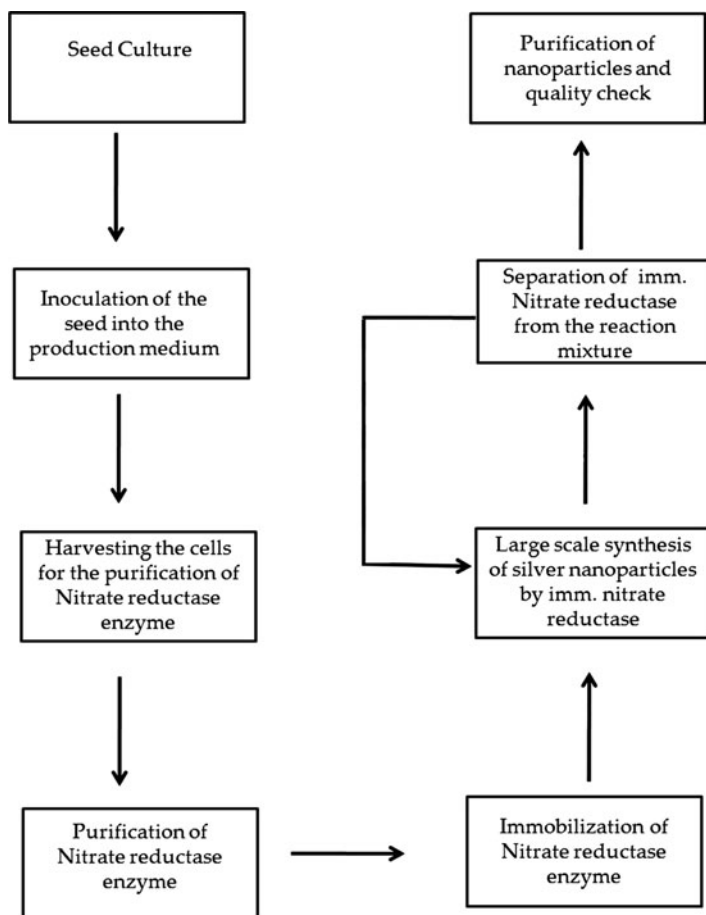 Seed Culture
Inoculation of the
seed into the
production medium
Harvesting the cells
for the purification of
Nitrate reductase
enzyme
Purification of
Nitrate reductase
enzyme
Immobilization of
Nitrate reductase
enzyme
Large scale synthesis
of silver nanoparticles
by imm. nitrate
reductase
Separation of imm.
Nitrate reductase
from the reaction
mixture
Purification of
nanoparticles and
quality check